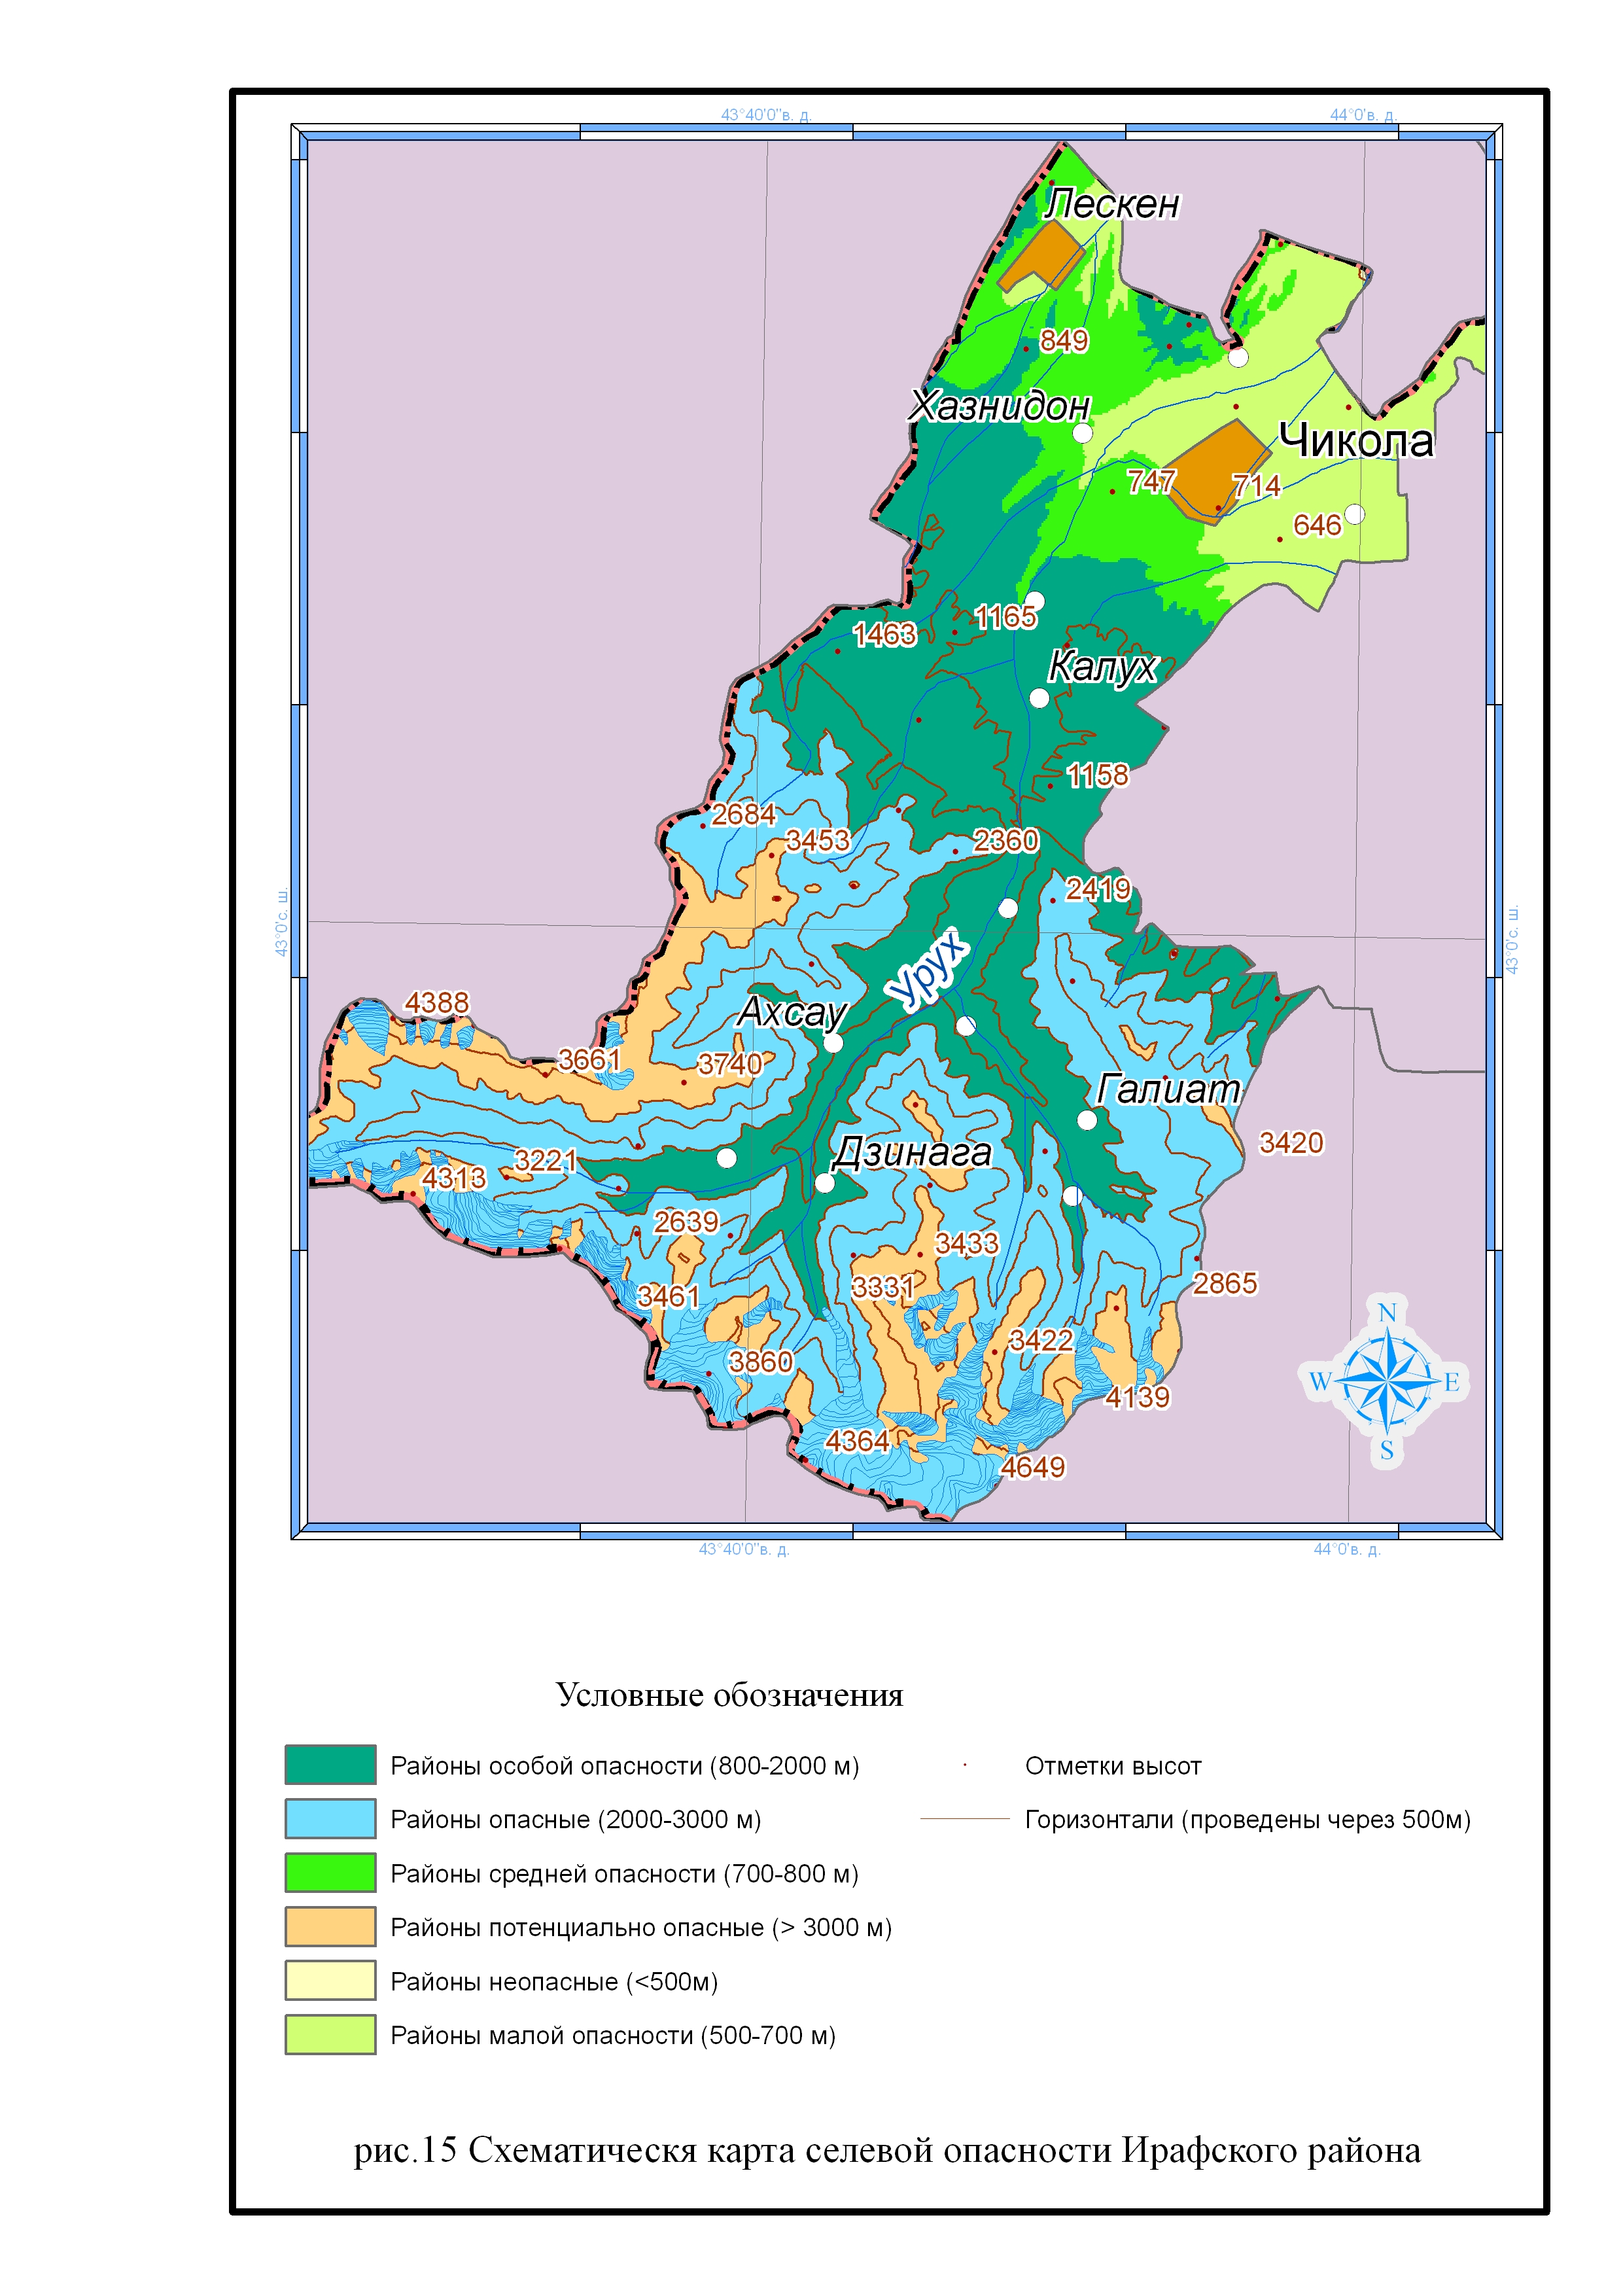 43°40'0"в. д.
44°0'в. д.
Лескен
849
Хазнидон
Чикола
747
714
646
1165
1463
Калух
1158
2684
3453
2360
2419
43°0'с. ш.
43°0'с. ш.
Урух
4388
Ахсау
3661
3740
Галиат
3420
Дзинага
3221
4313
2639
3433
2865
3331
3461
N
3422
3860
W
E
4139
4364
S
4649
43°40'0"в. д.
44°0'в. д.
Условные обозначения
Районы особой опасности (800-2000 м)
Отметки высот
Районы опасные (2000-3000 м)
Горизонтали (проведены через 500м)
Районы средней опасности (700-800 м)
Районы потенциально опасные (> 3000 м)
Районы неопасные (<500м)
Районы малой опасности (500-700 м)
рис.15 Схематическя карта селевой опасности Ирафского района